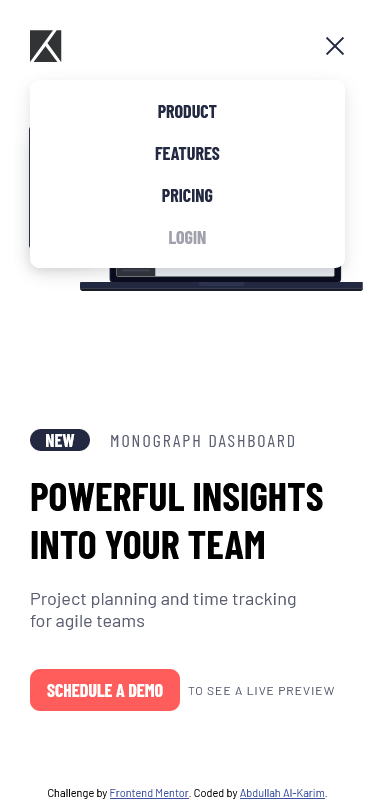 PRODUCT
FEATURES
PRICING
LOGIN
NEW MONOGRAPH DASHBOARD
POWERFUL INSIGHTS
INTO YOUR TEAM
Project planning and time tracking
for agile teams
SCHEDULE A DEMO TO SEE A LIVE PREVIEW
Challenge by Frontend Mentor. Coded by Abdullah Al-Karim.